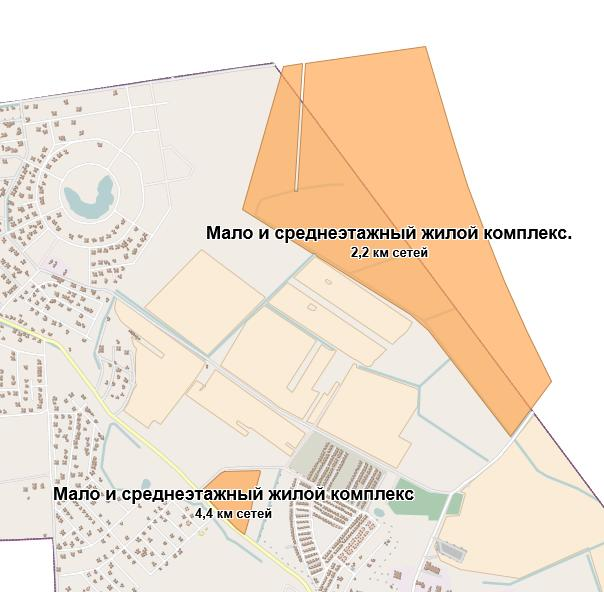 Мало и среднеэтажный жилой комплекс.
2,2 км сетей
Мало и среднеэтажный жилой комплекс
4,4 км сетей